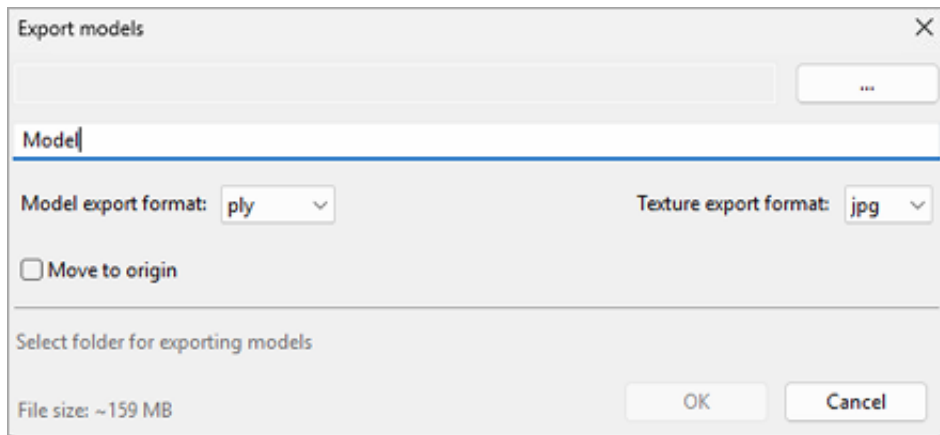 Export models
...
Model
Model export format: ply Texture export format: jpg
Move to origin
Select folder for exporting models
File size: ~159 MB OK Cancel